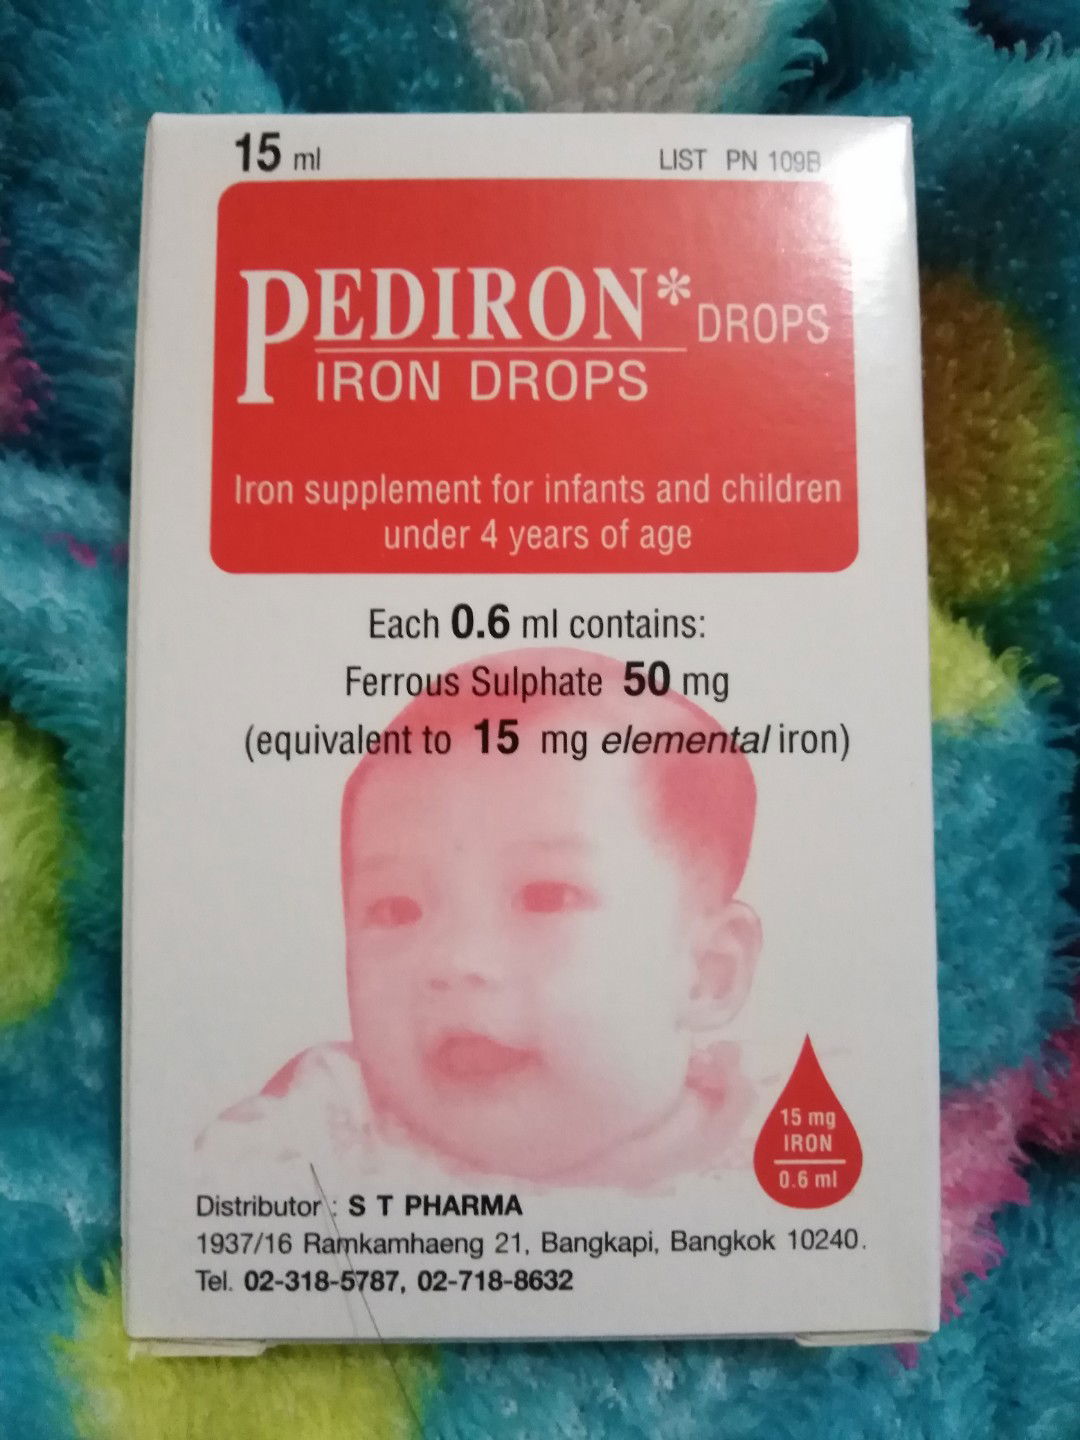 15 ml LIST PN 109B
PEDIRON* DROPS
IRON DROPS
Iron supplement for infants and children
under 4 years of age
Each 0.6 ml contains:
Ferrous Sulphate 50 mg
(equivalent to 15 mg elemental iron)
15 mg
IRON
0.6 ml
Distributor : S T PHARMA
1937/16 Ramkamhaeng 21, Bangkapi, Bangkok 10240.
Tel. 02-318-5787, 02-718-8632